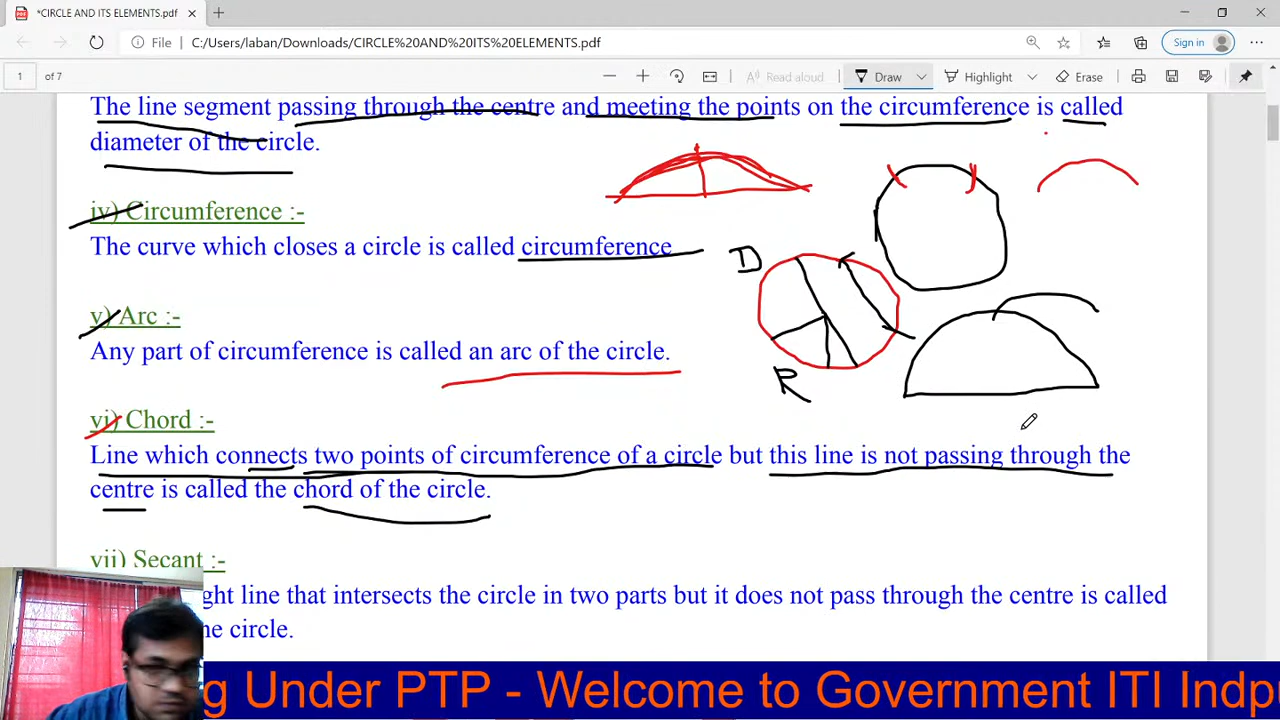 *CIRCLE AND ITS ELEMENTS.pdf
File C:/Users/laban/Downloads/CIRCLE%20AND%20ITS%20ELEMENTS.pdf Sign in
1 of 7 Read aloud Draw Highlight Erase
The line segment passing through the centre and meeting the points on the circumference is called
diameter of the circle.
iv) Circumference :-
The curve which closes a circle is called circumference
D
v) Arc :-
Any part of circumference is called an arc of the circle.
R
vi) Chord :-
Line which connects two points of circumference of a circle but this line is not passing through the
centre is called the chord of the circle.
vii) Secant :-
ght line that intersects the circle in two parts but it does not pass through the centre is called
he circle.
g Under PTP - Welcome to Government ITI Indp